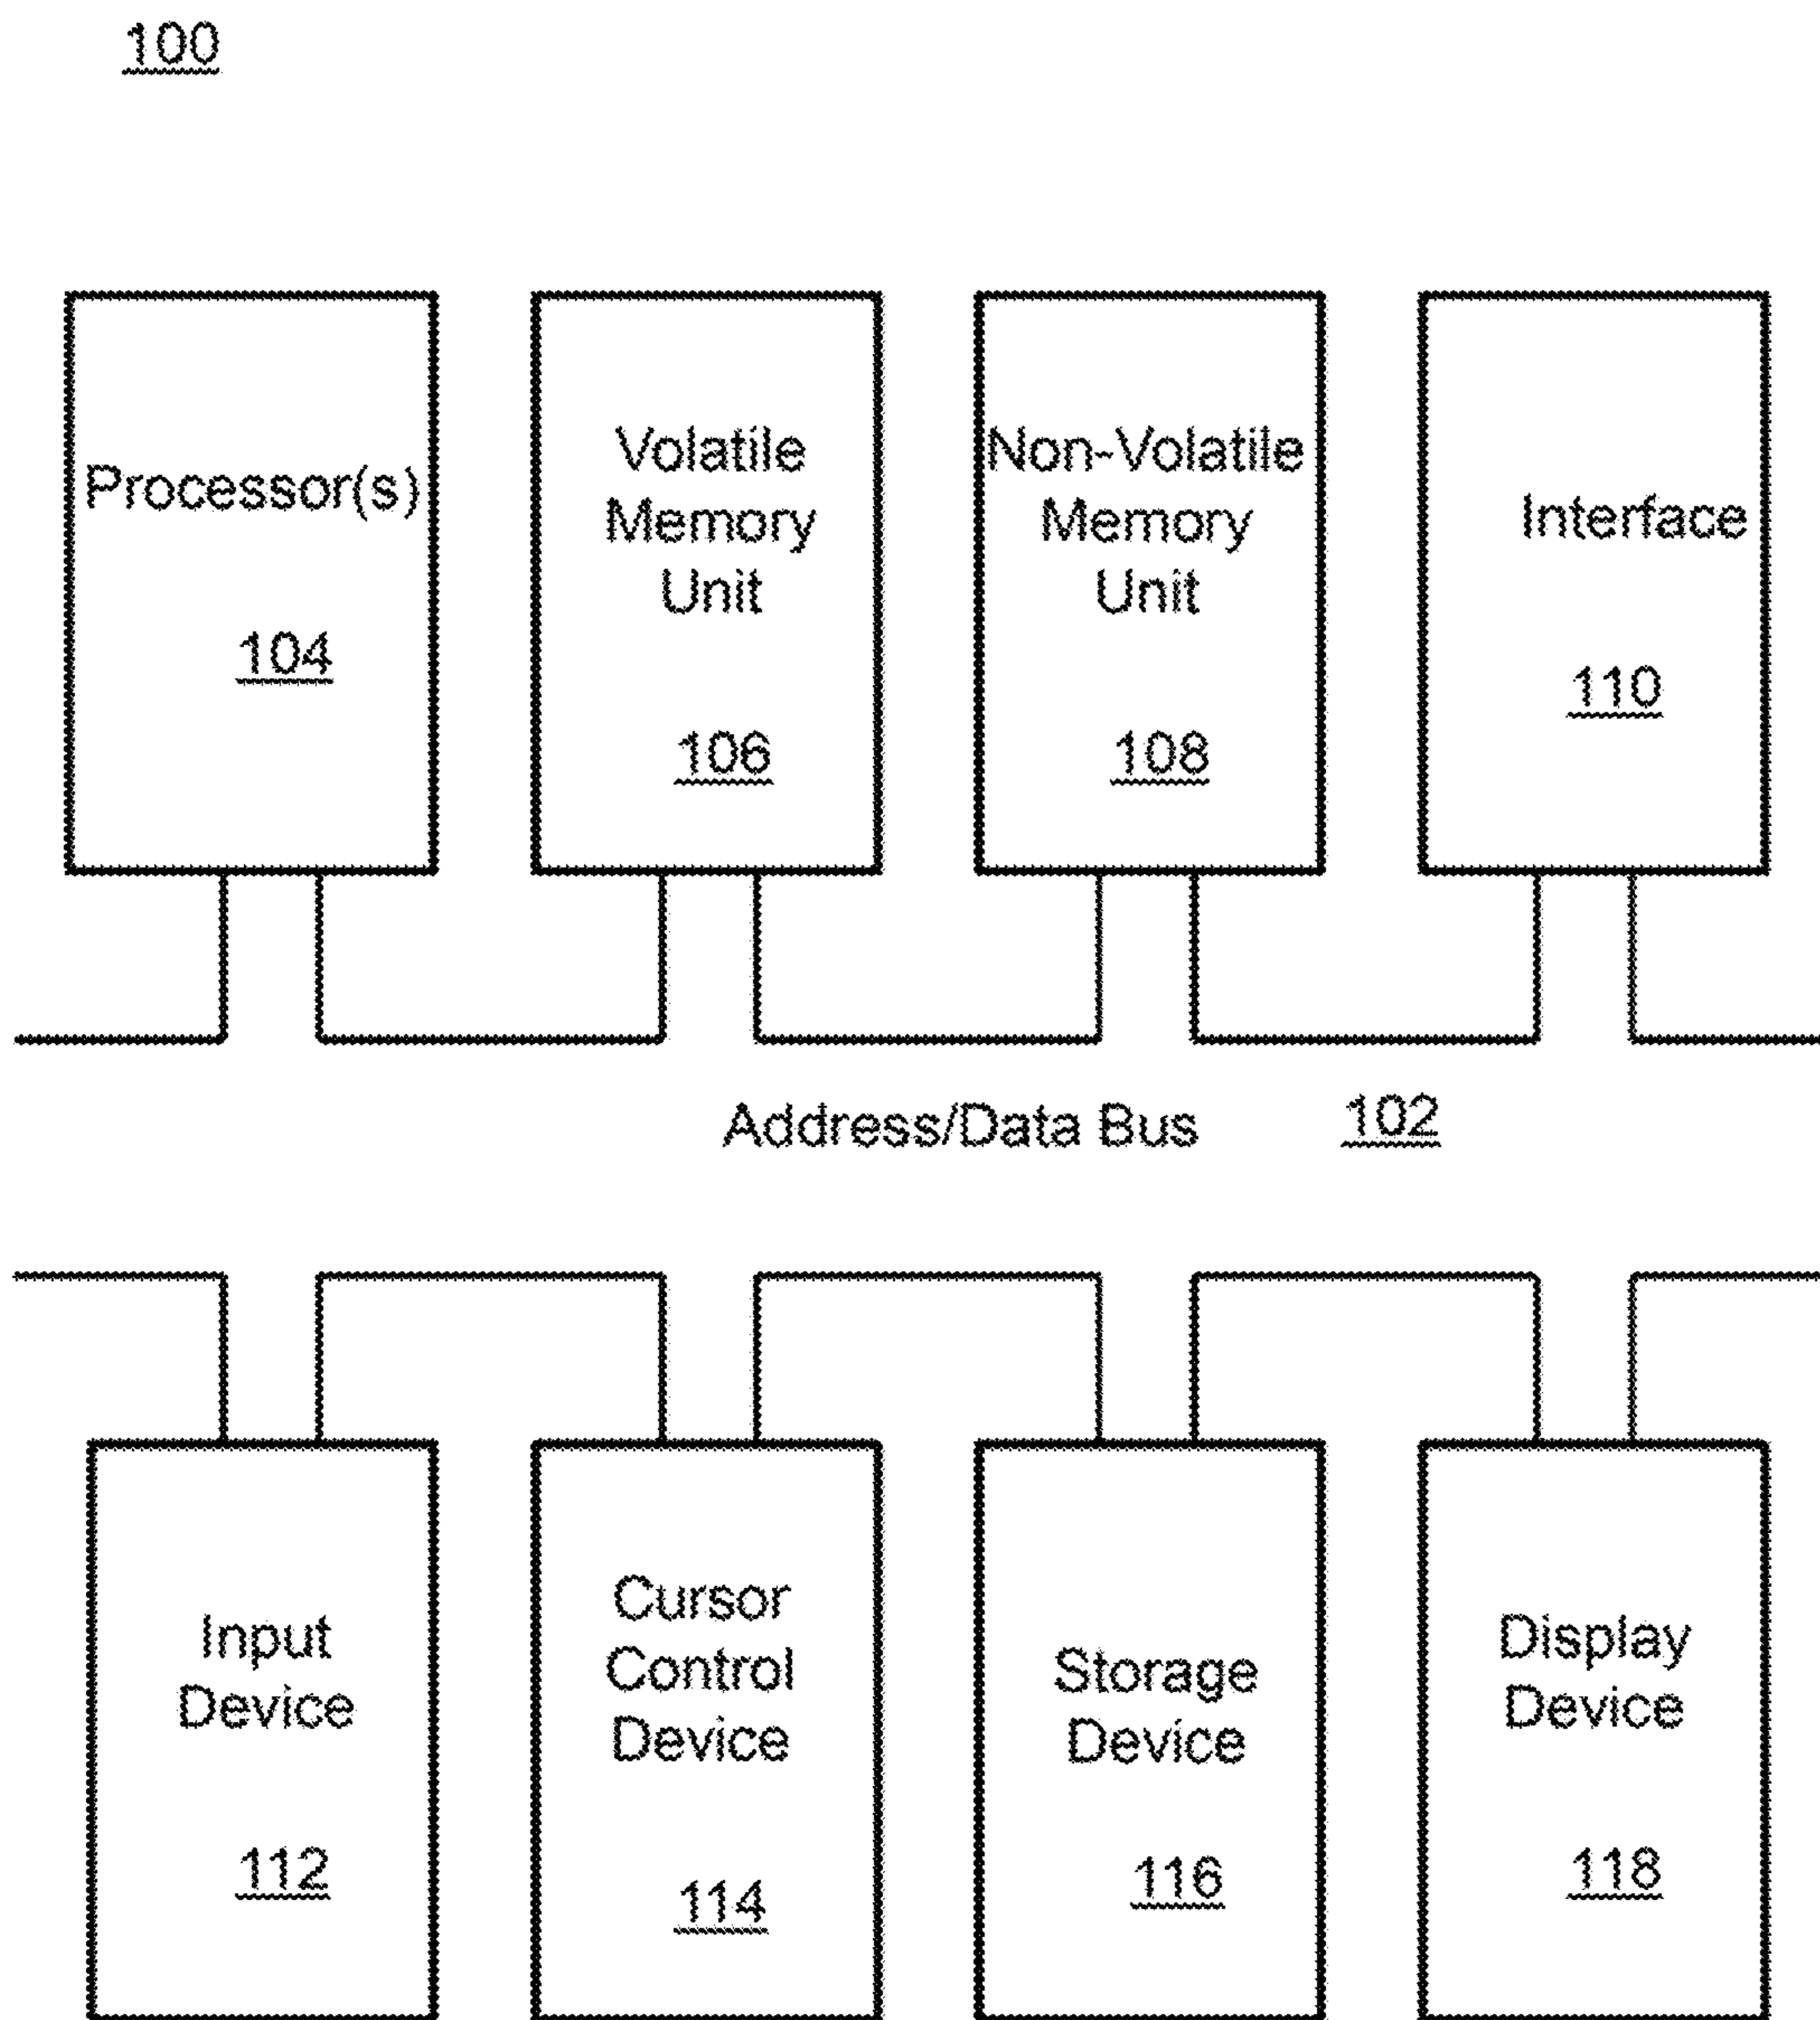 100
Processor(s)
104
Volatile
Memory
Unit
106
Non-Volatile
Memory
Unit
108
Interface
110
Address/Data Bus 102
Input
Device
112
Cursor
Control
Device
114
Storage
Device
116
Display
Device
118